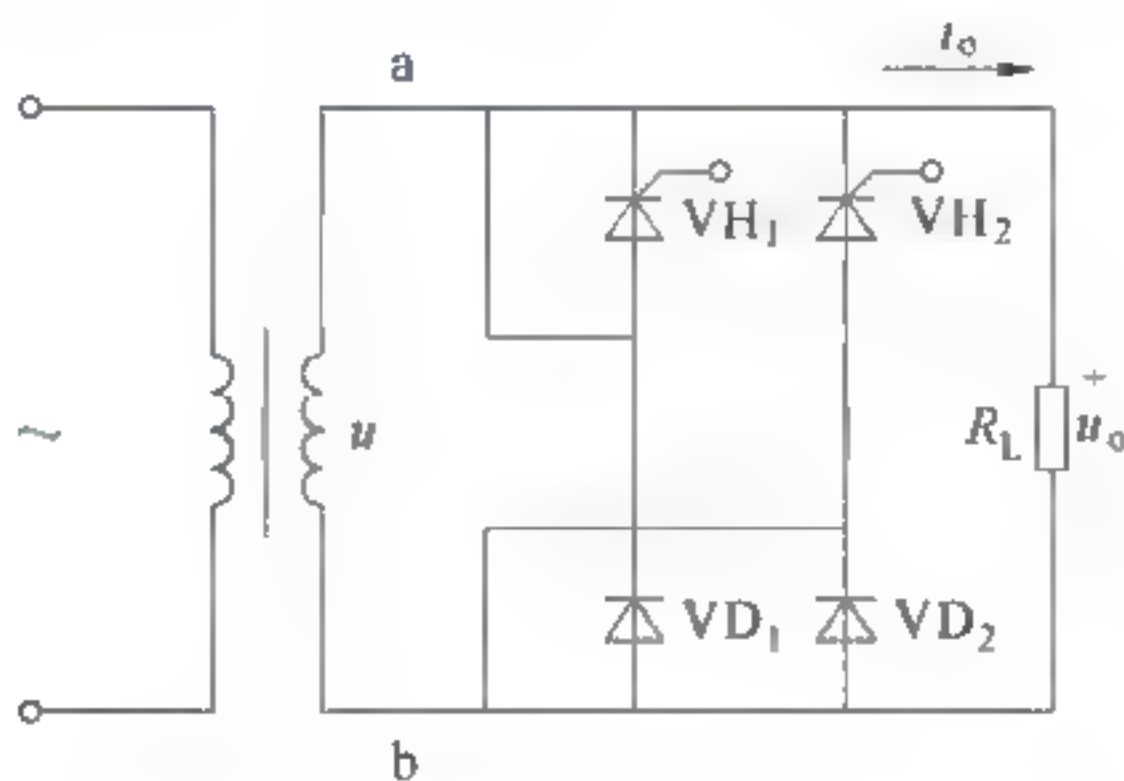 a
i₀
VH₁
VH₂
~
u
R_L
+
u₀
VD₁
VD₂
b